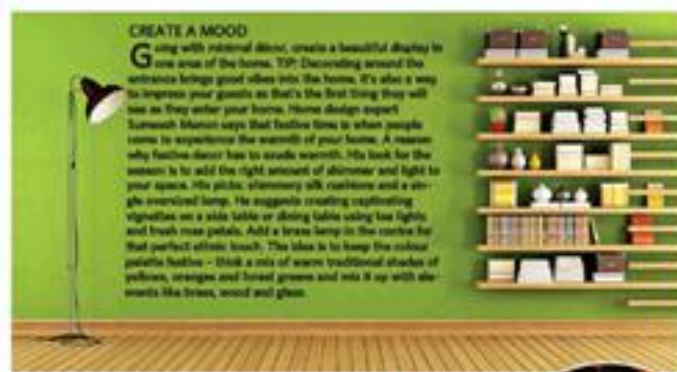 CREATE A MOOD
Going with minimal décor, create a beautiful display in
one area of the home. TIP: Decorating around the
entrance brings good vibes into the home. It's also a way
to impress your guests as that's the first thing they will
see as they enter your home. Home design expert
Sumessh Menon says that festive time is when people
come to experience the warmth of your home. A reason
why festive decor has to exude warmth. His look for the
season is to add the right amount of shimmer and light to
your space. His picks: shimmery silk cushions and a sin-
gle oversized lamp. He suggests creating captivating
vignettes on a side table or dining table using tea lights
and fresh rose petals. Add a brass lamp in the centre for
that perfect ethnic touch. The idea is to keep the colour
palette festive - think a mix of warm traditional shades of
yellows, oranges and forest greens and mix it up with ele-
ments like brass, wood and glass.